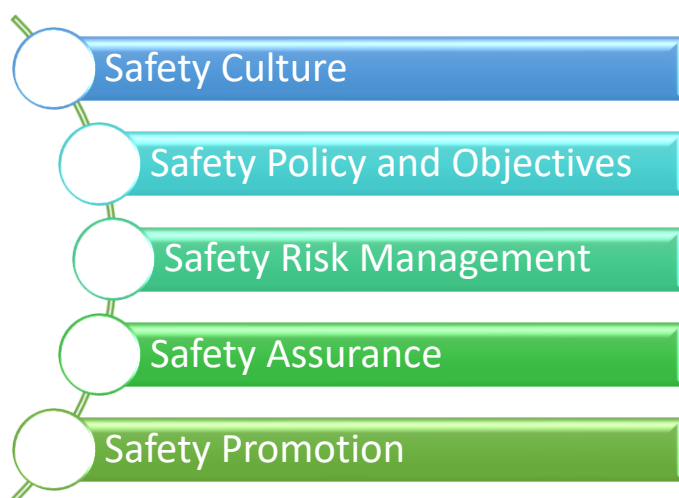 Safety Culture
Safety Policy and Objectives
Safety Risk Management
Safety Assurance
Safety Promotion